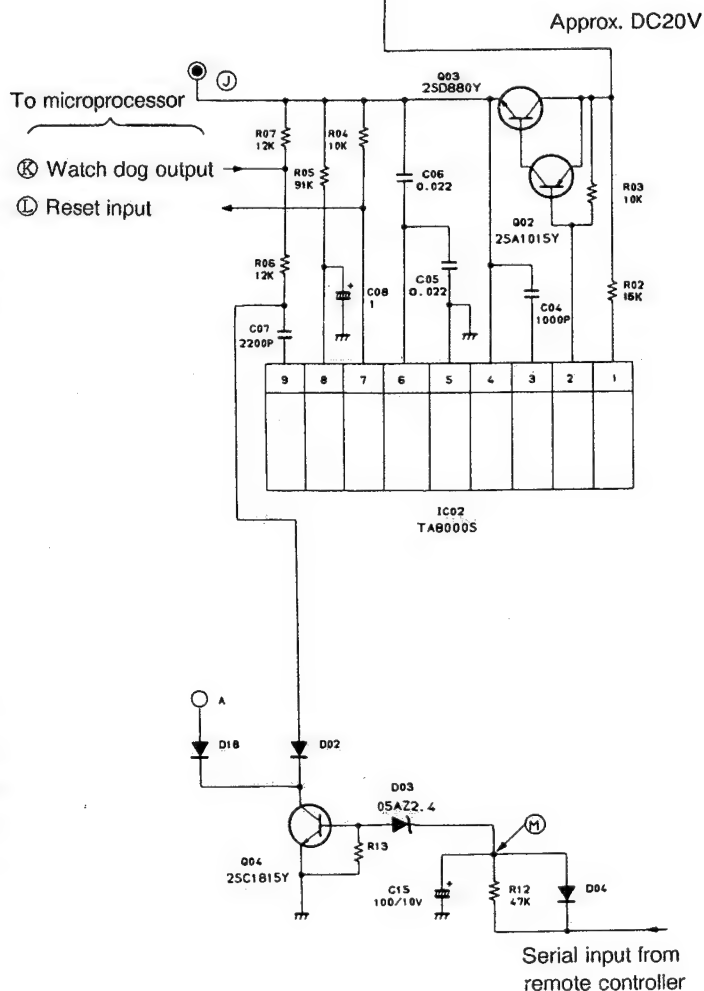 Approx. DC20V
J
Q03
2SD880Y
To microprocessor
R07
12K
R04
10K
K Watch dog output
R05
91K
C06
0.022
R03
10K
L Reset input
Q02
2SA1015Y
R06
12K
C05
0.022
C08
1
C04
1000P
R02
15K
C07
2200P
9 8 7 6 5 4 3 2 1
IC02
TA8000S
A
D18
D02
D03
05AZ2.4
M
R13
Q04
2SC1815Y
C15
100/10V
R12
47K
D04
Serial input from
remote controller